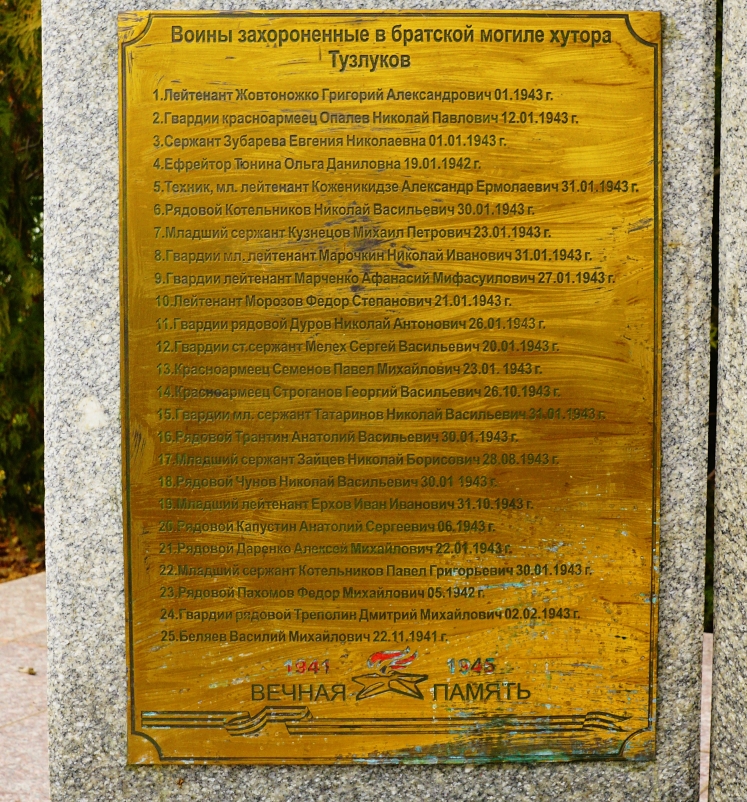 Воины захороненные в братской могиле хутора
Тузлуков
1.Лейтенант Жовтоножко Григорий Александрович 01.1943 г.
2.Гвардии красноармеец Опалев Николай Павлович 12.01.1943 г.
3.Сержант Зубарева Евгения Николаевна 01.01.1943 г.
4.Ефрейтор Тюнина Ольга Даниловна 19.01.1942 г.
5.Техник, мл. лейтенант Коженикидзе Александр Ермолаевич 31.01.1943 г.
6.Рядовой Котельников Николай Васильевич 30.01.1943 г.
7.Младший сержант Кузнецов Михаил Петрович 23.01.1943 г.
8.Гвардии мл. лейтенант Марочкин Николай Иванович 31.01.1943 г.
9.Гвардии лейтенант Марченко Афанасий Мифасуилович 27.01.1943 г.
10.Лейтенант Морозов Федор Степанович 21.01.1943 г.
11.Гвардии рядовой Дуров Николай Антонович 26.01.1943 г.
12.Гвардии ст.сержант Мелех Сергей Васильевич 20.01.1943 г.
13.Красноармеец Семенов Павел Михайлович 23.01.1943 г.
14.Красноармеец Строганов Георгий Васильевич 26.10.1943 г.
15.Гвардии мл. сержант Татаринов Николай Васильевич 31.01.1943 г.
16.Рядовой Трантин Анатолий Васильевич 30.01.1943 г.
17.Младший сержант Зайцев Николай Борисович 28.08.1943 г.
18.Рядовой Чунов Николай Васильевич 30.01 1943 г.
19.Младший лейтенант Ерхов Иван Иванович 31.10.1943 г.
20.Рядовой Капустин Анатолий Сергеевич 06.1943 г.
21.Рядовой Даренко Алексей Михайлович 22.01.1943 г.
22.Младший сержант Котельников Павел Григорьевич 30.01.1943 г.
23.Рядовой Пахомов Федор Михайлович 05.1942 г.
24.Гвардии рядовой Треполин Дмитрий Михайлович 02.02.1943 г.
25.Беляев Василий Михайлович 22.11.1941 г.
1941 1945
ВЕЧНАЯ ПАМЯТЬ